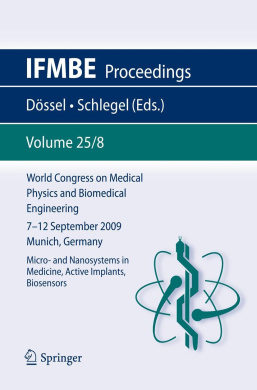 IFMBE Proceedings
Dössel • Schlegel (Eds.)
Volume 25/8
World Congress on Medical
Physics and Biomedical
Engineering
7–12 September 2009
Munich, Germany
Micro- and Nanosystems in
Medicine, Active Implants,
Biosensors
Springer